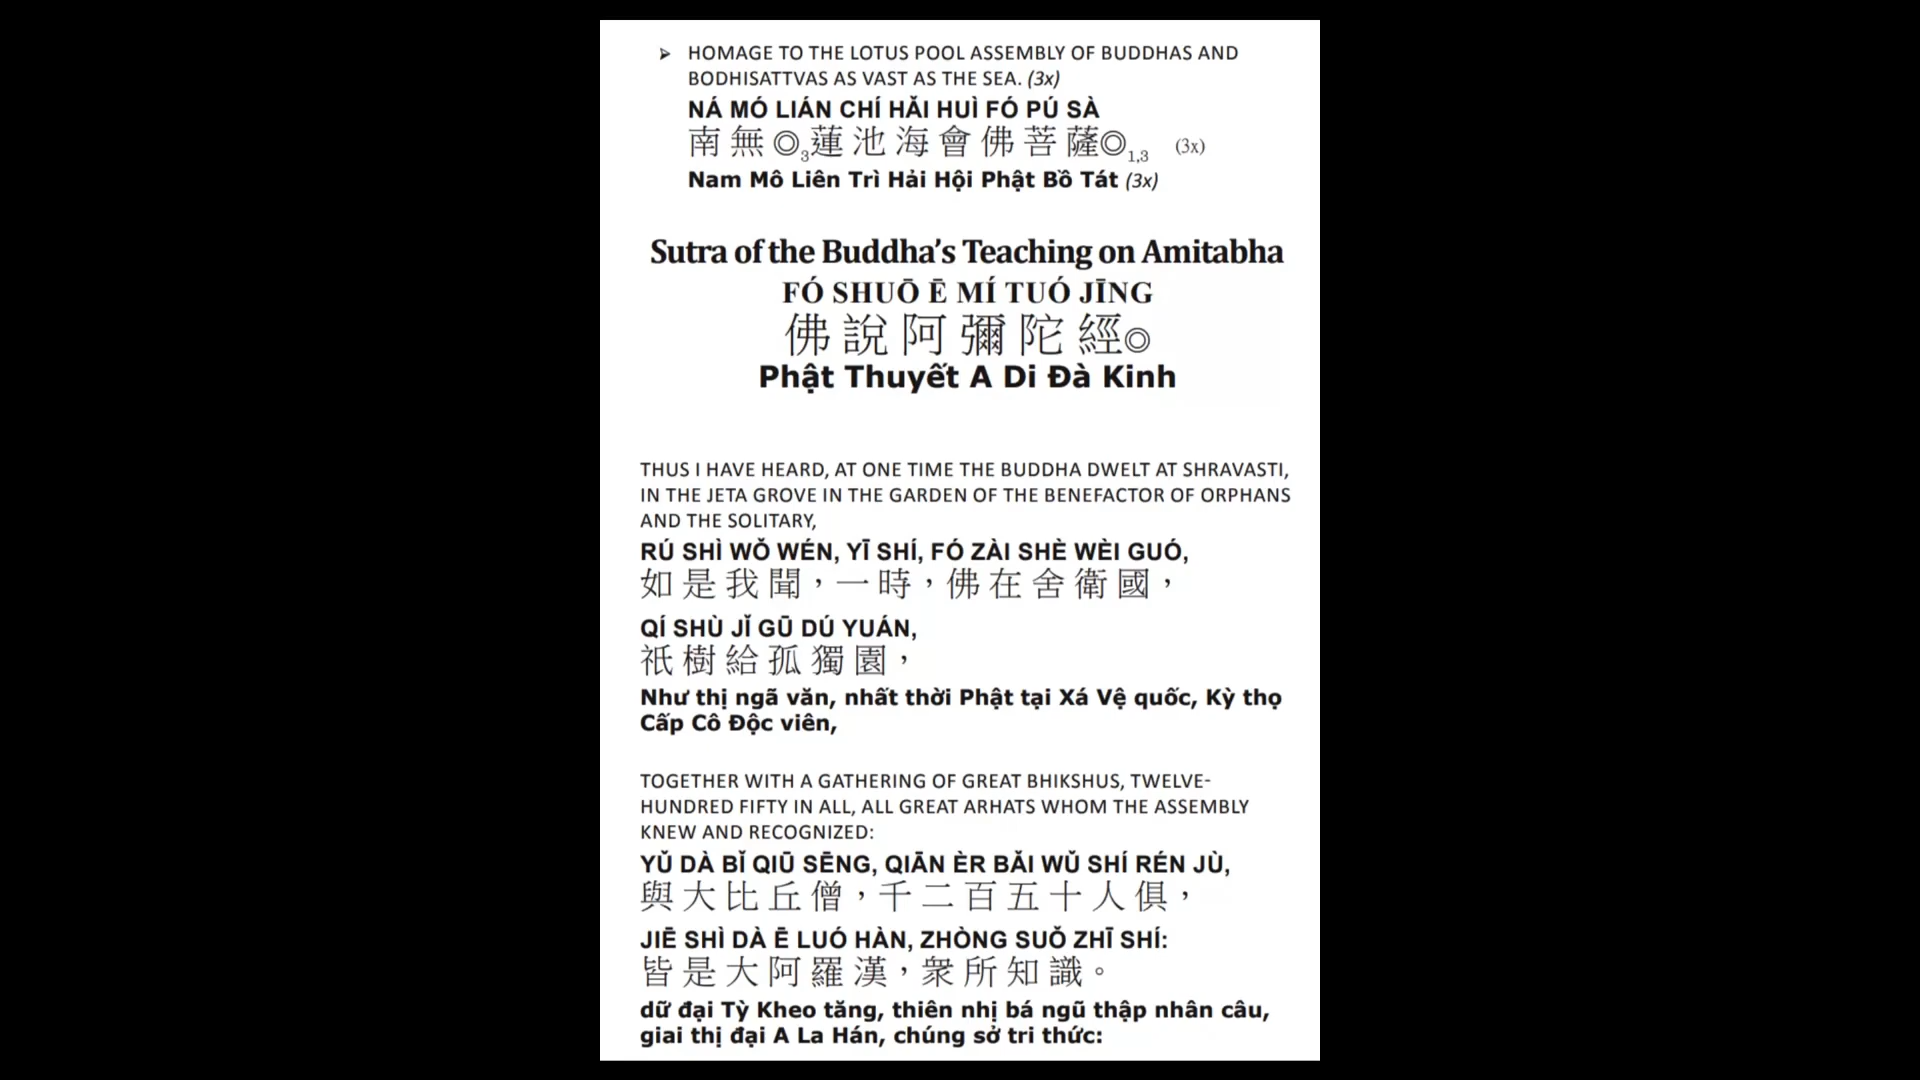 ➢ HOMAGE TO THE LOTUS POOL ASSEMBLY OF BUDDHAS AND
BODHISATTVAS AS VAST AS THE SEA. (3x)
NÁ MÓ LIÁN CHÍ HǍI HUÌ FÓ PÚ SÀ
南無◎3蓮池海會佛菩薩◎1,3 (3x)
Nam Mô Liên Trì Hải Hội Phật Bồ Tát (3x)
Sutra of the Buddha’s Teaching on Amitabha
FÓ SHUŌ Ē MÍ TUÓ JĪNG
佛說阿彌陀經◎
Phật Thuyết A Di Đà Kinh
THUS I HAVE HEARD, AT ONE TIME THE BUDDHA DWELT AT SHRAVASTI,
IN THE JETA GROVE IN THE GARDEN OF THE BENEFACTOR OF ORPHANS
AND THE SOLITARY,
RÚ SHÌ WǑ WÉN, YĪ SHÍ, FÓ ZÀI SHÈ WÈI GUÓ,
如是我聞，一時，佛在舍衛國，
QÍ SHÙ JǏ GŪ DÚ YUÁN,
祇樹給孤獨園，
Như thị ngã văn, nhất thời Phật tại Xá Vệ quốc, Kỳ thọ
Cấp Cô Độc viên,
TOGETHER WITH A GATHERING OF GREAT BHIKSHUS, TWELVE-
HUNDRED FIFTY IN ALL, ALL GREAT ARHATS WHOM THE ASSEMBLY
KNEW AND RECOGNIZED:
YǓ DÀ BǏ QIŪ SĒNG, QIĀN ÈR BǍI WǓ SHÍ RÉN JÙ,
與大比丘僧，千二百五十人俱，
JIĒ SHÌ DÀ Ē LUÓ HÀN, ZHÒNG SUǑ ZHĪ SHÍ:
皆是大阿羅漢，衆所知識。
dữ đại Tỳ Kheo tăng, thiên nhị bá ngũ thập nhân câu,
giai thị đại A La Hán, chúng sở tri thức: